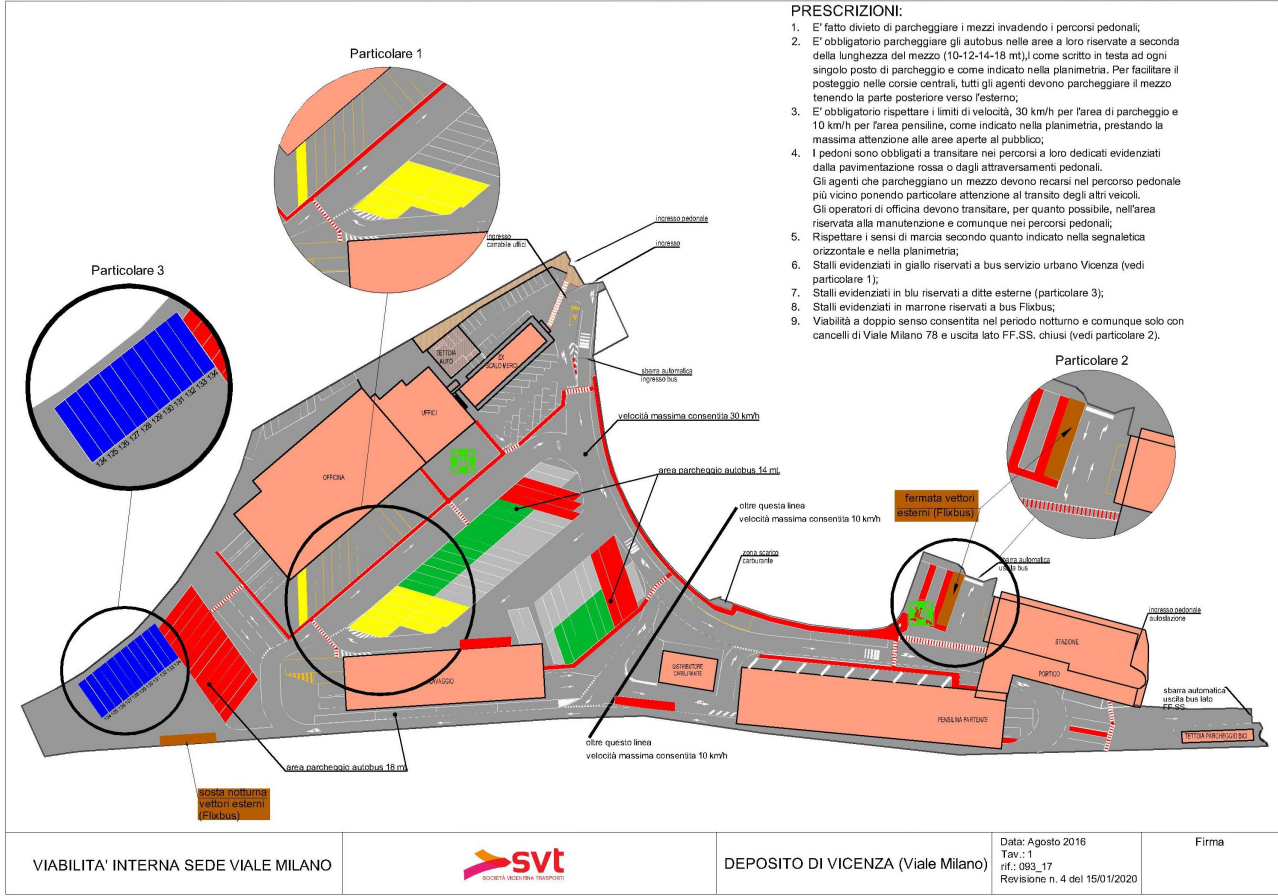 PRESCRIZIONI:
1. E' fatto divieto di parcheggiare i mezzi invadendo i percorsi pedonali;
2. E' obbligatorio parcheggiare gli autobus nelle aree a loro riservate a seconda
della lunghezza del mezzo (10-12-14-18 mt),l come scritto in testa ad ogni
singolo posto di parcheggio e come indicato nella planimetria. Per facilitare il
posteggio nelle corsie centrali, tutti gli agenti devono parcheggiare il mezzo
tenendo la parte posteriore verso l'esterno;
3. E' obbligatorio rispettare i limiti di velocità, 30 km/h per l'area di parcheggio e
10 km/h per l'area pensiline, come indicato nella planimetria, prestando la
massima attenzione alle aree aperte al pubblico;
4. I pedoni sono obbligati a transitare nei percorsi a loro dedicati evidenziati
dalla pavimentazione rossa o dagli attraversamenti pedonali.
Gli agenti che parcheggiano un mezzo devono recarsi nel percorso pedonale
più vicino ponendo particolare attenzione al transito degli altri veicoli.
Gli operatori di officina devono transitare, per quanto possibile, nell'area
riservata alla manutenzione e comunque nei percorsi pedonali;
5. Rispettare i sensi di marcia secondo quanto indicato nella segnaletica
orizzontale e nella planimetria;
6. Stalli evidenziati in giallo riservati a bus servizio urbano Vicenza (vedi
particolare 1);
7. Stalli evidenziati in blu riservati a ditte esterne (particolare 3);
8. Stalli evidenziati in marrone riservati a bus Flixbus;
9. Viabilità a doppio senso consentita nel periodo notturno e comunque solo con
cancelli di Viale Milano 78 e uscita lato FF.SS. chiusi (vedi particolare 2).
Particolare 1
Particolare 3
Particolare 2
134 125 126 127 128 129 130 131 132 133 134
ingresso pedonale
ingresso
carrabile uffici
ingresso
TETTOIA
AUTO
EX
SCALO MERCI
sbarra automatica
ingresso bus
UFFICI
velocità massima consentita 30 km/h
OFFICINA
area parcheggio autobus 14 mt.
oltre questa linea
velocità massima consentita 10 km/h
fermata vettori
esterni (Flixbus)
zona scarico
carburante
sbarra automatica
uscita bus
ingresso pedonale
autostazione
STAZIONE
PORTICO
DISTRIBUTORE
CARBURANTE
LAVAGGIO
PENSILINA PARTENZE
sbarra automatica
uscita bus lato
FF.SS.
TETTOIA PARCHEGGIO BICI
oltre questo linea
velocità massima consentita 10 km/h
area parcheggio autobus 18 mt.
sosta notturna
vettori esterni
(Flixbus)
VIABILITA' INTERNA SEDE VIALE MILANO
svt
SOCIETÀ VICENTINA TRASPORTI
DEPOSITO DI VICENZA (Viale Milano)
Data: Agosto 2016
Tav.: 1
rif.: 093_17
Revisione n. 4 del 15/01/2020
Firma